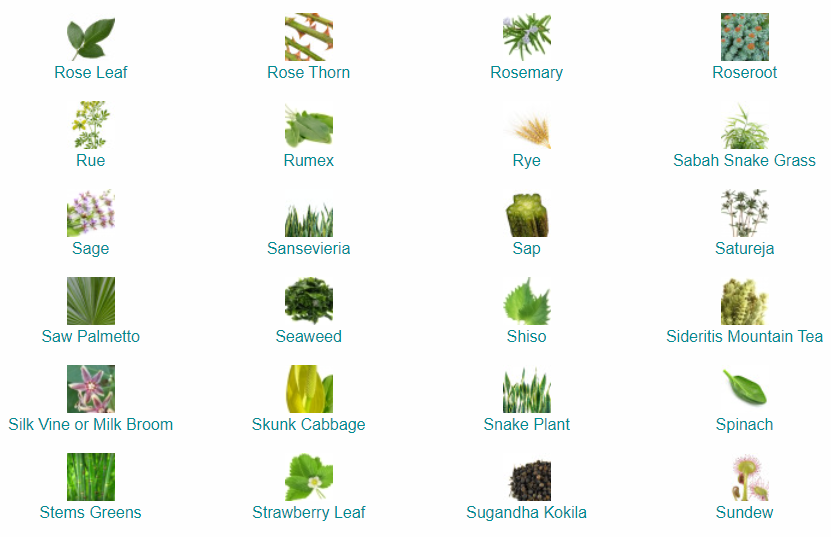 Rose Leaf
Rose Thorn
Rosemary
Roseroot
Rue
Rumex
Rye
Sabah Snake Grass
Sage
Sansevieria
Sap
Satureja
Saw Palmetto
Seaweed
Shiso
Sideritis Mountain Tea
Silk Vine or Milk Broom
Skunk Cabbage
Snake Plant
Spinach
Stems Greens
Strawberry Leaf
Sugandha Kokila
Sundew